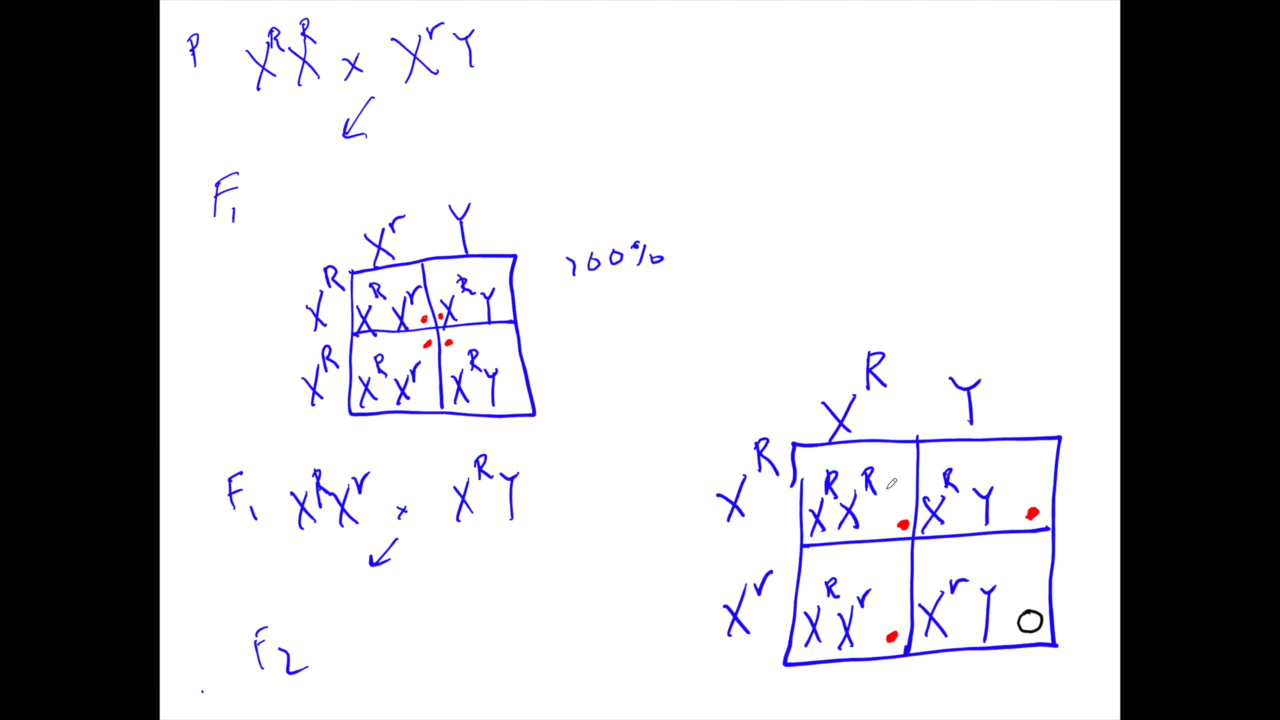 P X^R X^R x X^r Y
F₁
X^r Y
100%
X^R X^R X^r X^R Y
X^R X^R X^r X^R Y
F₁ X^R X^r x X^R Y
F₂
X^R Y
X^R X^R X^R X^R Y
X^r X^R X^r X^r Y